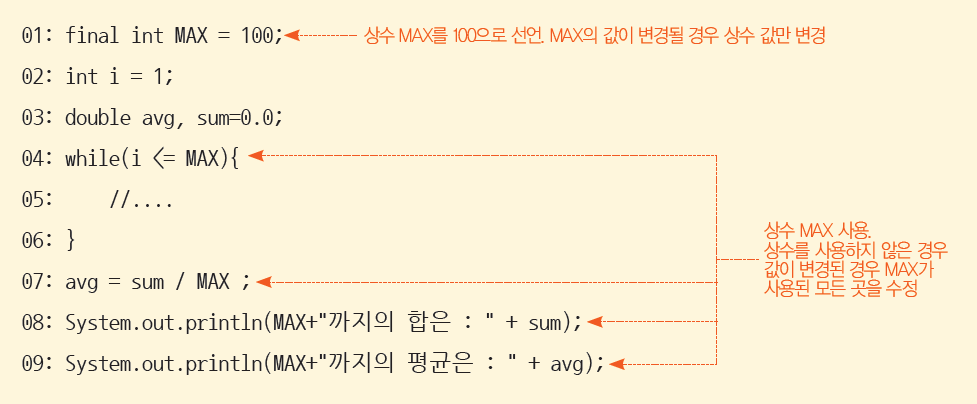 01: final int MAX = 100;
상수 MAX를 100으로 선언. MAX의 값이 변경될 경우 상수 값만 변경
02: int i = 1;
03: double avg, sum=0.0;
04: while(i <= MAX){
05:    //....
06: }
07: avg = sum / MAX ;
08: System.out.println(MAX+"까지의 합은 : " + sum);
09: System.out.println(MAX+"까지의 평균은 : " + avg);
상수 MAX 사용.
상수를 사용하지 않은 경우
값이 변경된 경우 MAX가
사용된 모든 곳을 수정